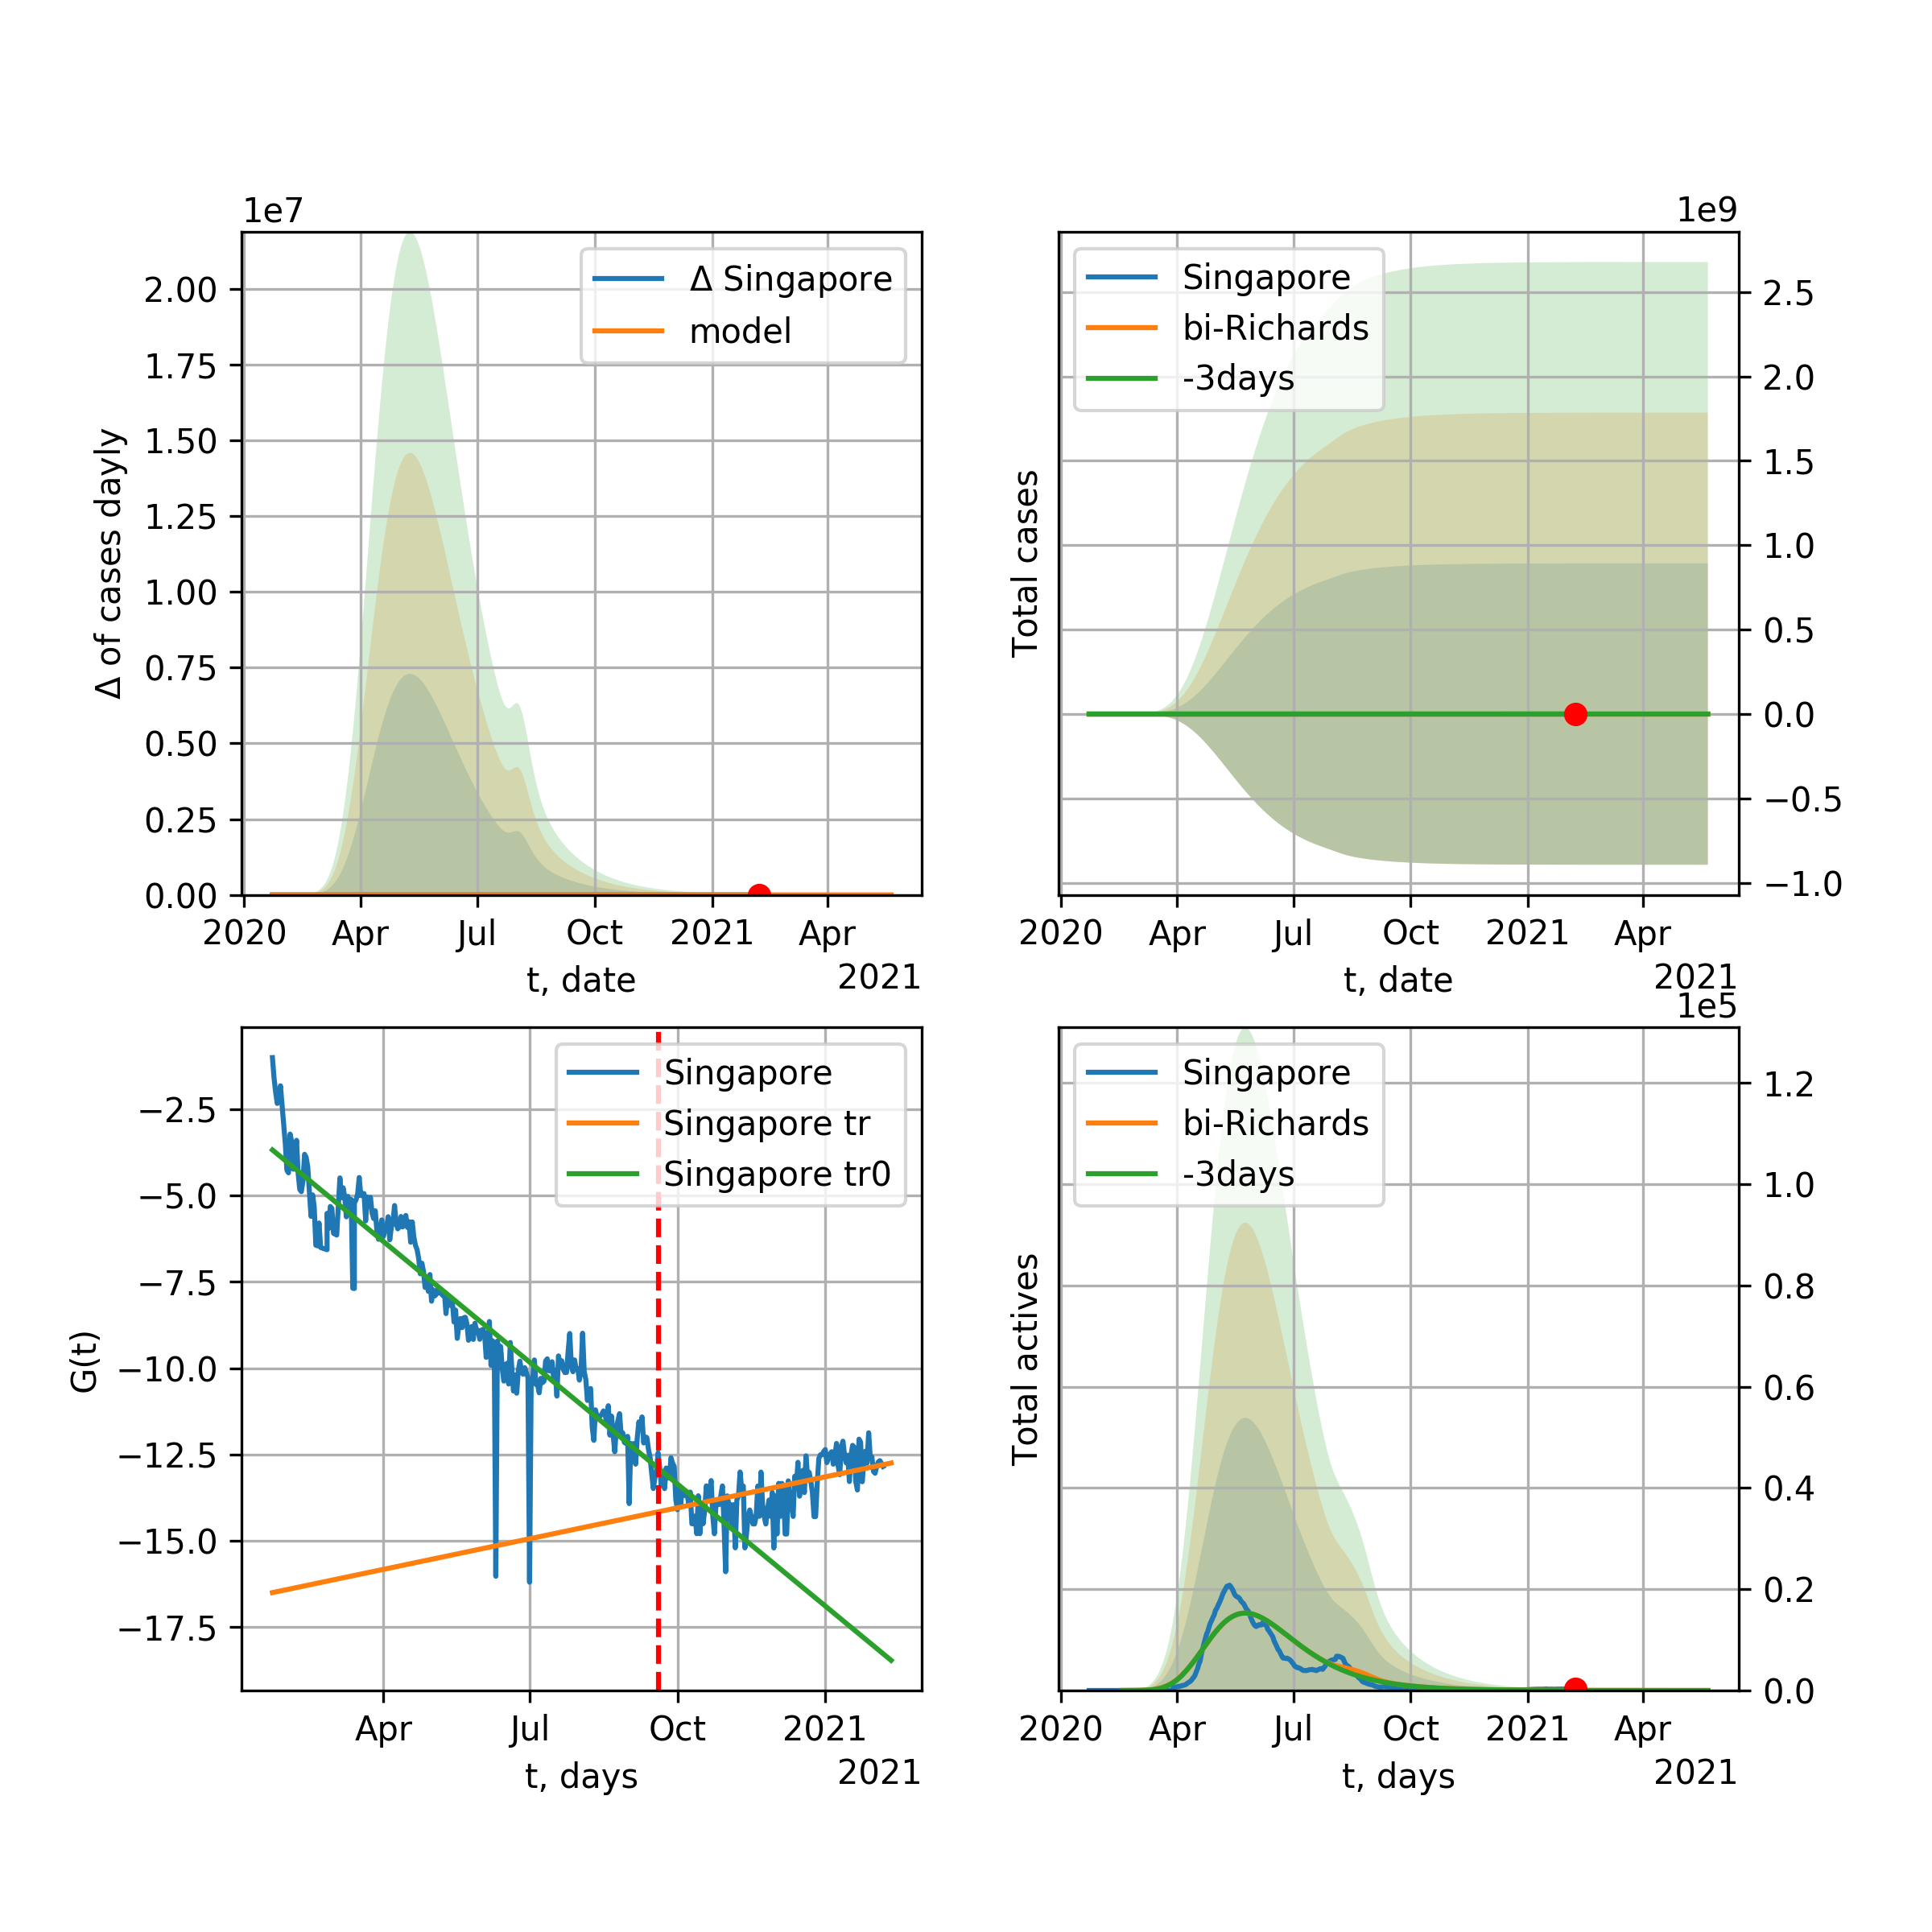 1e7
Δ of cases dayly
2.00
1.75
1.50
1.25
1.00
0.75
0.50
0.25
0.00
Δ Singapore
model
2020 Apr Jul Oct 2021 Apr
t, date
2021
1e9
Total cases
Singapore
bi-Richards
-3days
2.5
2.0
1.5
1.0
0.5
0.0
−0.5
−1.0
2020 Apr Jul Oct 2021 Apr
t, date
2021
G(t)
−2.5
−5.0
−7.5
−10.0
−12.5
−15.0
−17.5
Singapore
Singapore tr
Singapore tr0
Apr Jul Oct 2021
t, days
2021
1e5
Total actives
Singapore
bi-Richards
-3days
1.2
1.0
0.8
0.6
0.4
0.2
0.0
2020 Apr Jul Oct 2021 Apr
t, days
2021